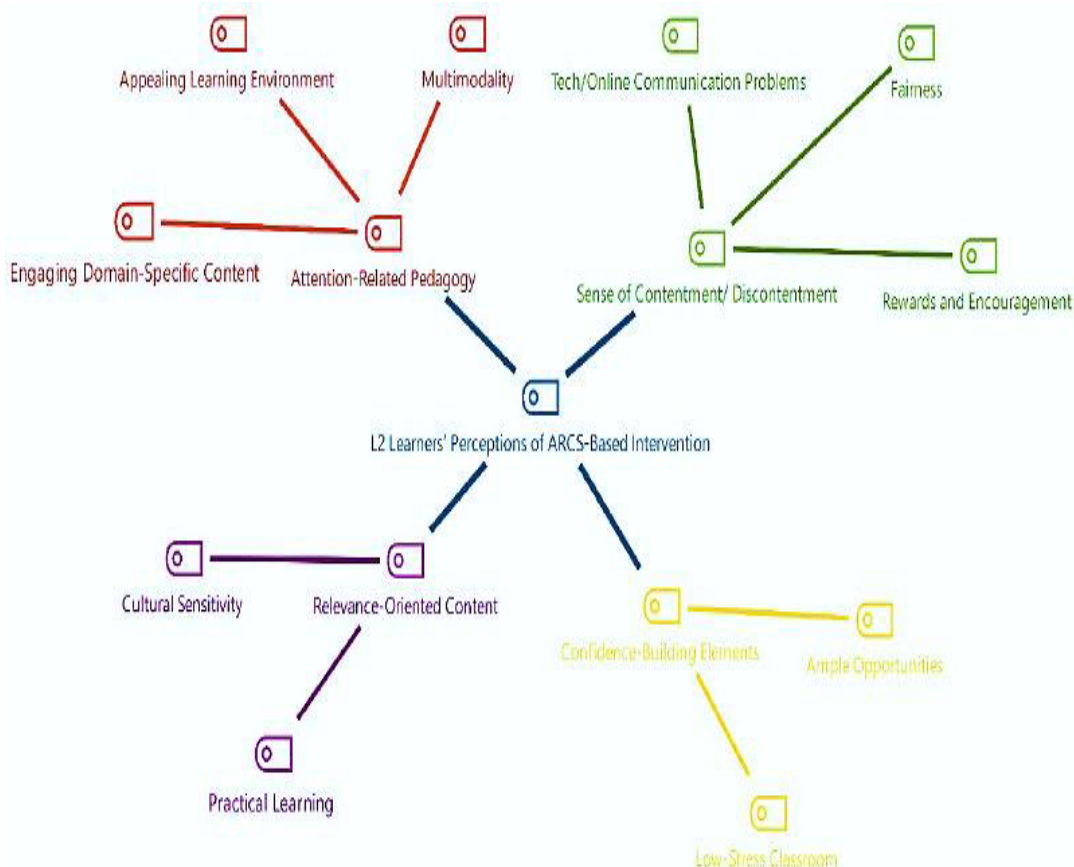 Appealing Learning Environment
Multimodality
Tech/Online Communication Problems
Fairness
Engaging Domain-Specific Content
Attention-Related Pedagogy
Sense of Contentment/ Discontentment
Rewards and Encouragement
L2 Learners' Perceptions of ARCS-Based Intervention
Cultural Sensitivity
Relevance-Oriented Content
Confidence-Building Elements
Ample Opportunities
Practical Learning
Low-Stress Classroom